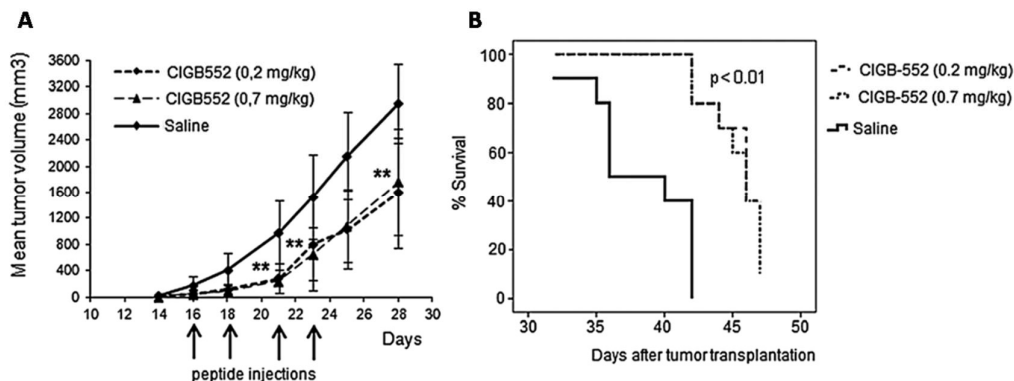 A
Mean tumor volume (mm3)
3600
3200
2800
2400
2000
1600
1200
800
400
0
CIGB552 (0,2 mg/kg)
CIGB552 (0,7 mg/kg)
Saline
**
**
**
10 12 14 16 18 20 22 24 26 28 30
Days
peptide injections
B
% Survival
100
80
60
40
20
0
p<0.01
30 35 40 45 50
Days after tumor transplantation
CIGB-552 (0.2 mg/kg)
CIGB-552 (0.7 mg/kg)
Saline